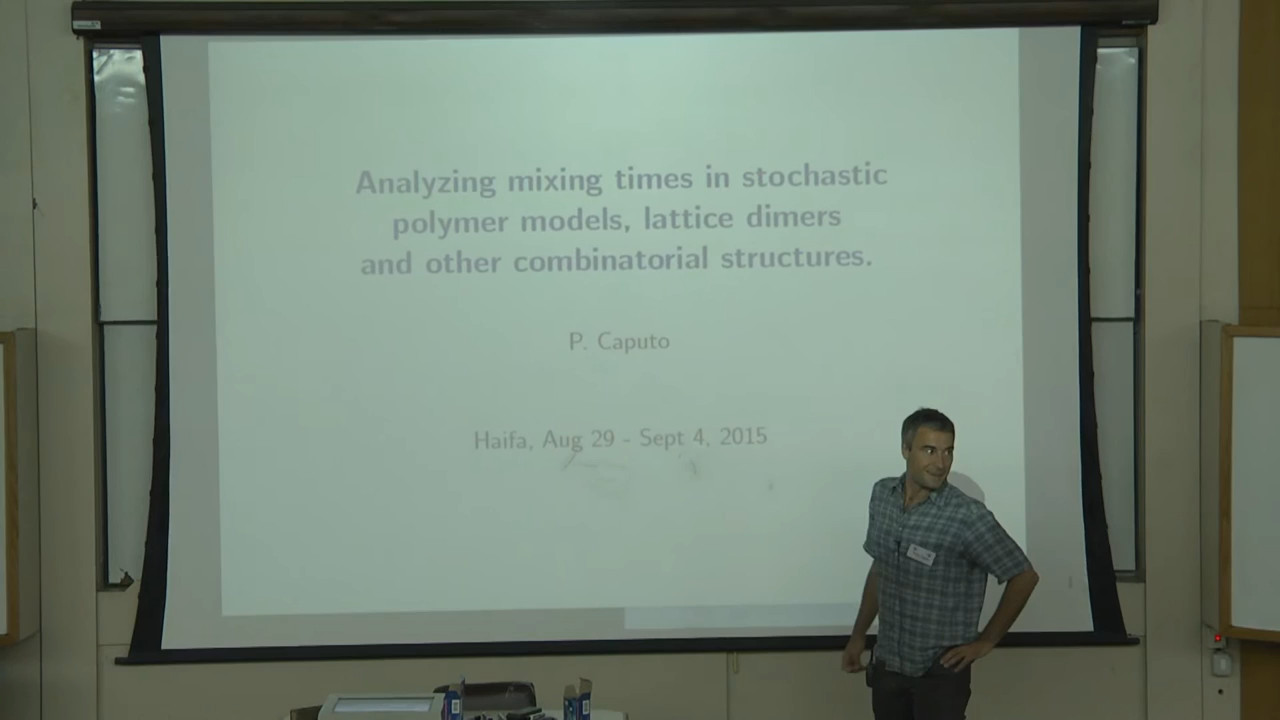 Analyzing mixing times in stochastic
polymer models, lattice dimers
and other combinatorial structures.
P. Caputo
Haifa, Aug 29 - Sept 4, 2015